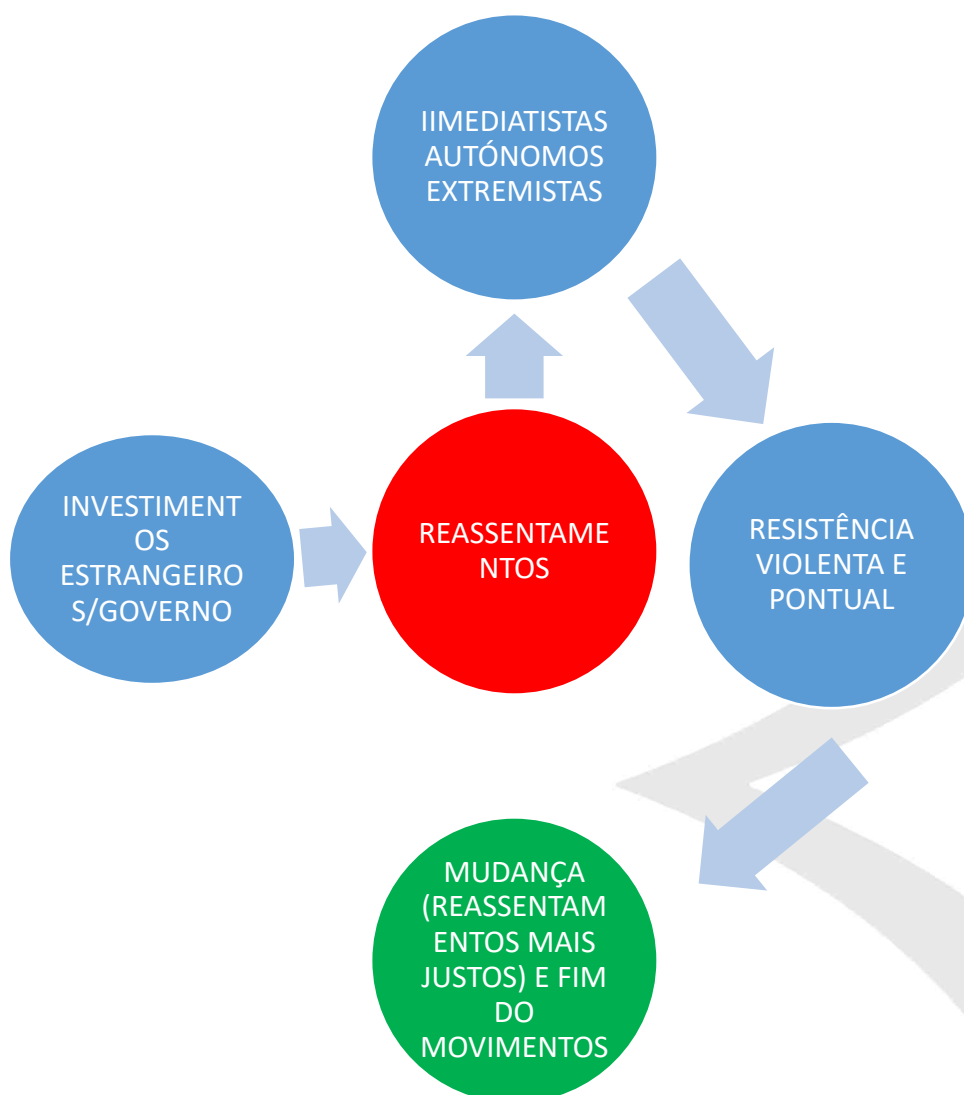 IIMEDIATISTAS
AUTÓNOMOS
EXTREMISTAS
INVESTIMENT
OS
ESTRANGEIRO
S/GOVERNO
REASSENTAME
NTOS
RESISTÊNCIA
VIOLENTA E
PONTUAL
MUDANÇA
(REASSENTAM
ENTOS MAIS
JUSTOS) E FIM
DO
MOVIMENTOS